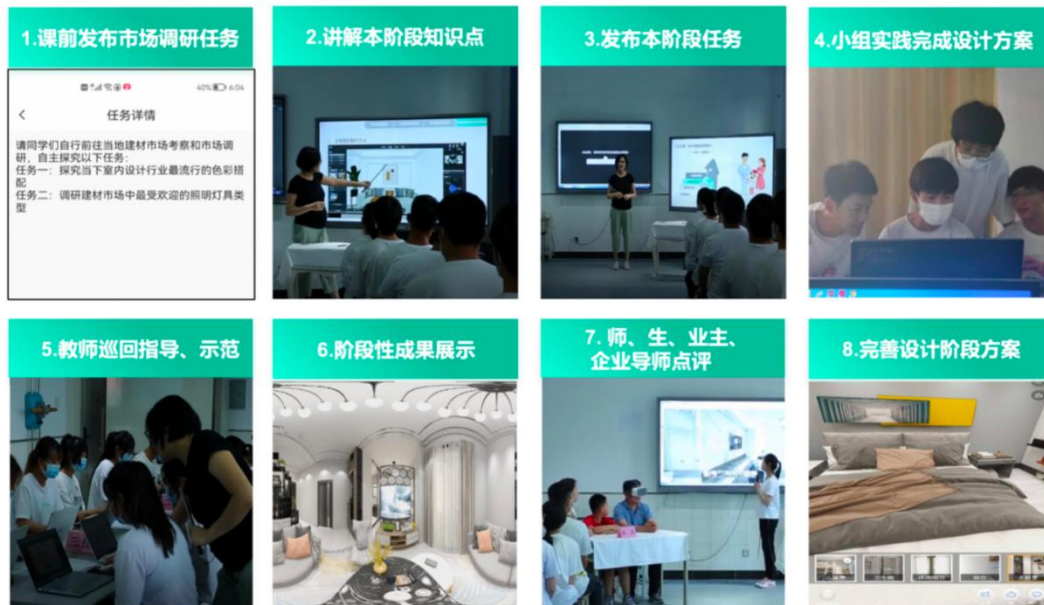 1.课前发布市场调研任务
2.讲解本阶段知识点
3.发布本阶段任务
4.小组实践完成设计方案
40% 6:04
任务详情
请同学们自行前往当地建材市场考察和市场调
研，自主探究以下任务：
任务一：探究当下室内设计行业最流行的色彩搭
配
任务二：调研建材市场中最受欢迎的照明灯具类
型
5.教师巡回指导、示范
6.阶段性成果展示
7. 师、生、业主、
企业导师点评
8.完善设计阶段方案